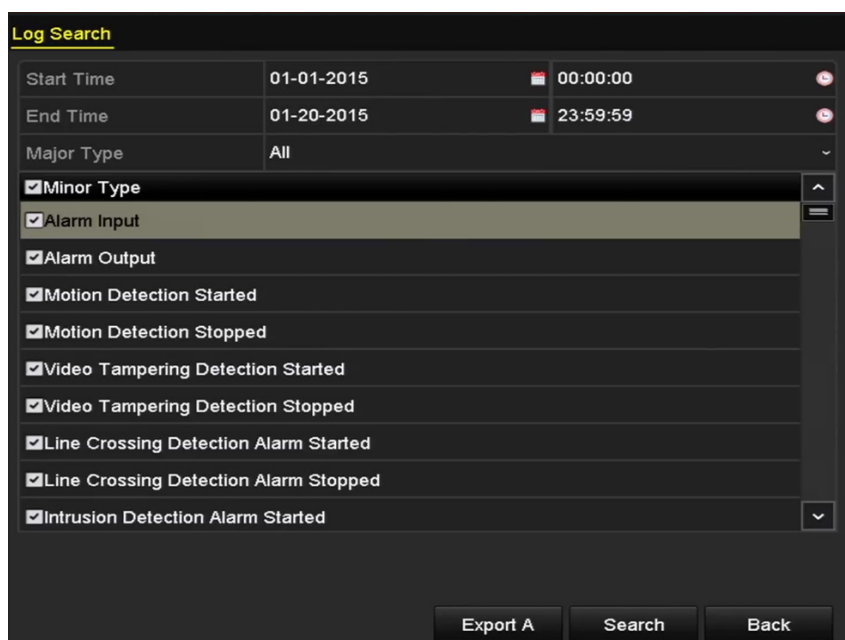 Log Search
Start Time 01-01-2015 00:00:00
End Time 01-20-2015 23:59:59
Major Type All
Minor Type
Alarm Input
Alarm Output
Motion Detection Started
Motion Detection Stopped
Video Tampering Detection Started
Video Tampering Detection Stopped
Line Crossing Detection Alarm Started
Line Crossing Detection Alarm Stopped
Intrusion Detection Alarm Started
Export A Search Back